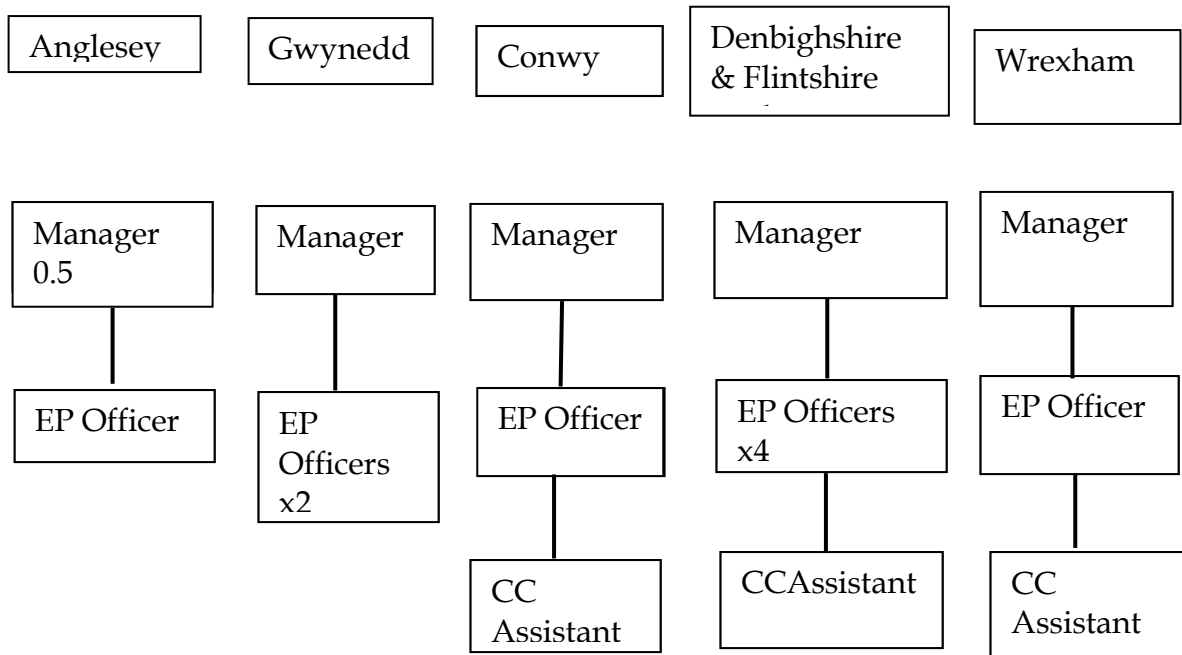 Anglesey
Gwynedd
Conwy
Denbighshire
& Flintshire
Wrexham
Manager
0.5
Manager
Manager
Manager
Manager
EP Officer
EP
Officers
x2
EP Officer
EP Officers
x4
EP Officer
CC
Assistant
CCAssistant
CC
Assistant